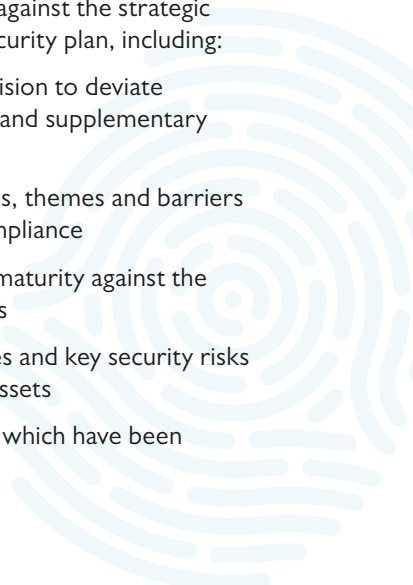 against the strategic
curity plan, including:
ision to deviate
and supplementary
s, themes and barriers
npliance
maturity against the
s
es and key security risks
ssets
which have been